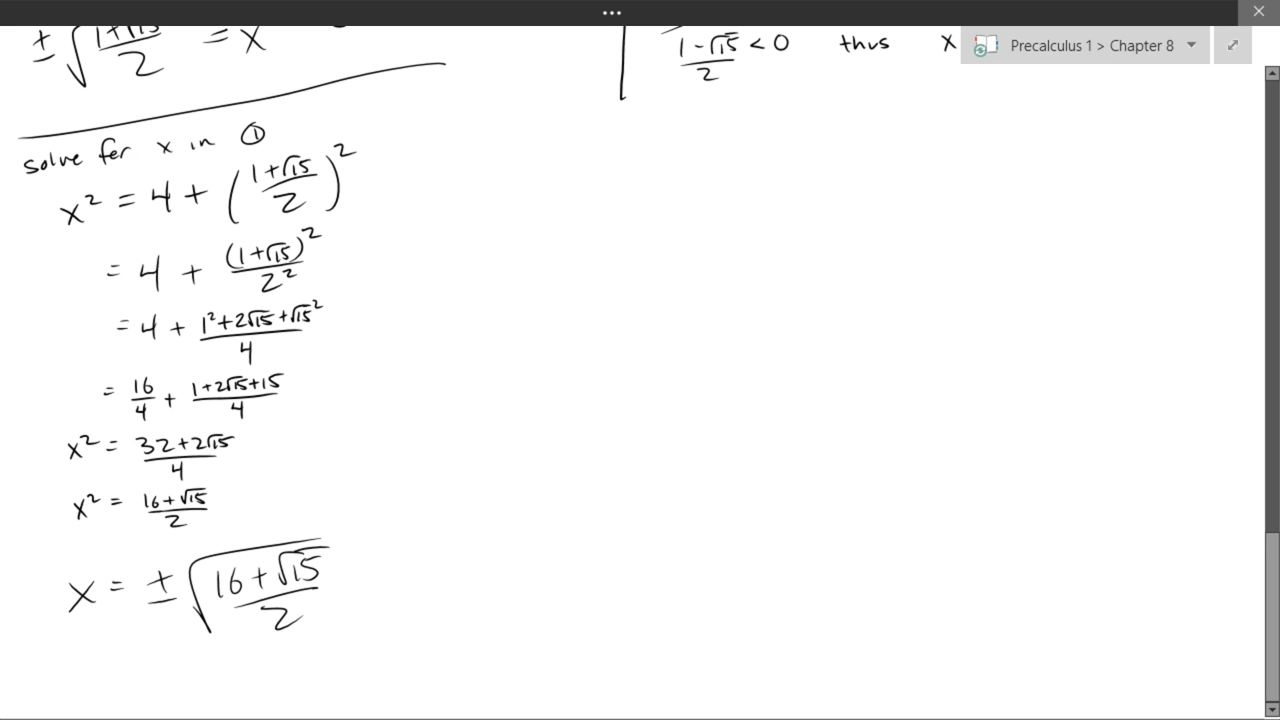 ± √((1+√15)/2) = x
(1-√15)/2 < 0 thus x
Precalculus 1 > Chapter 8
solve for x in ①
x² = 4 + ((1+√15)/2)²
= 4 + (1+√15)²/2²
= 4 + (1²+2√15+√15²)/4
= 16/4 + (1+2√15+15)/4
x² = (32+2√15)/4
x² = (16+√15)/2
x = ± √((16+√15)/2)